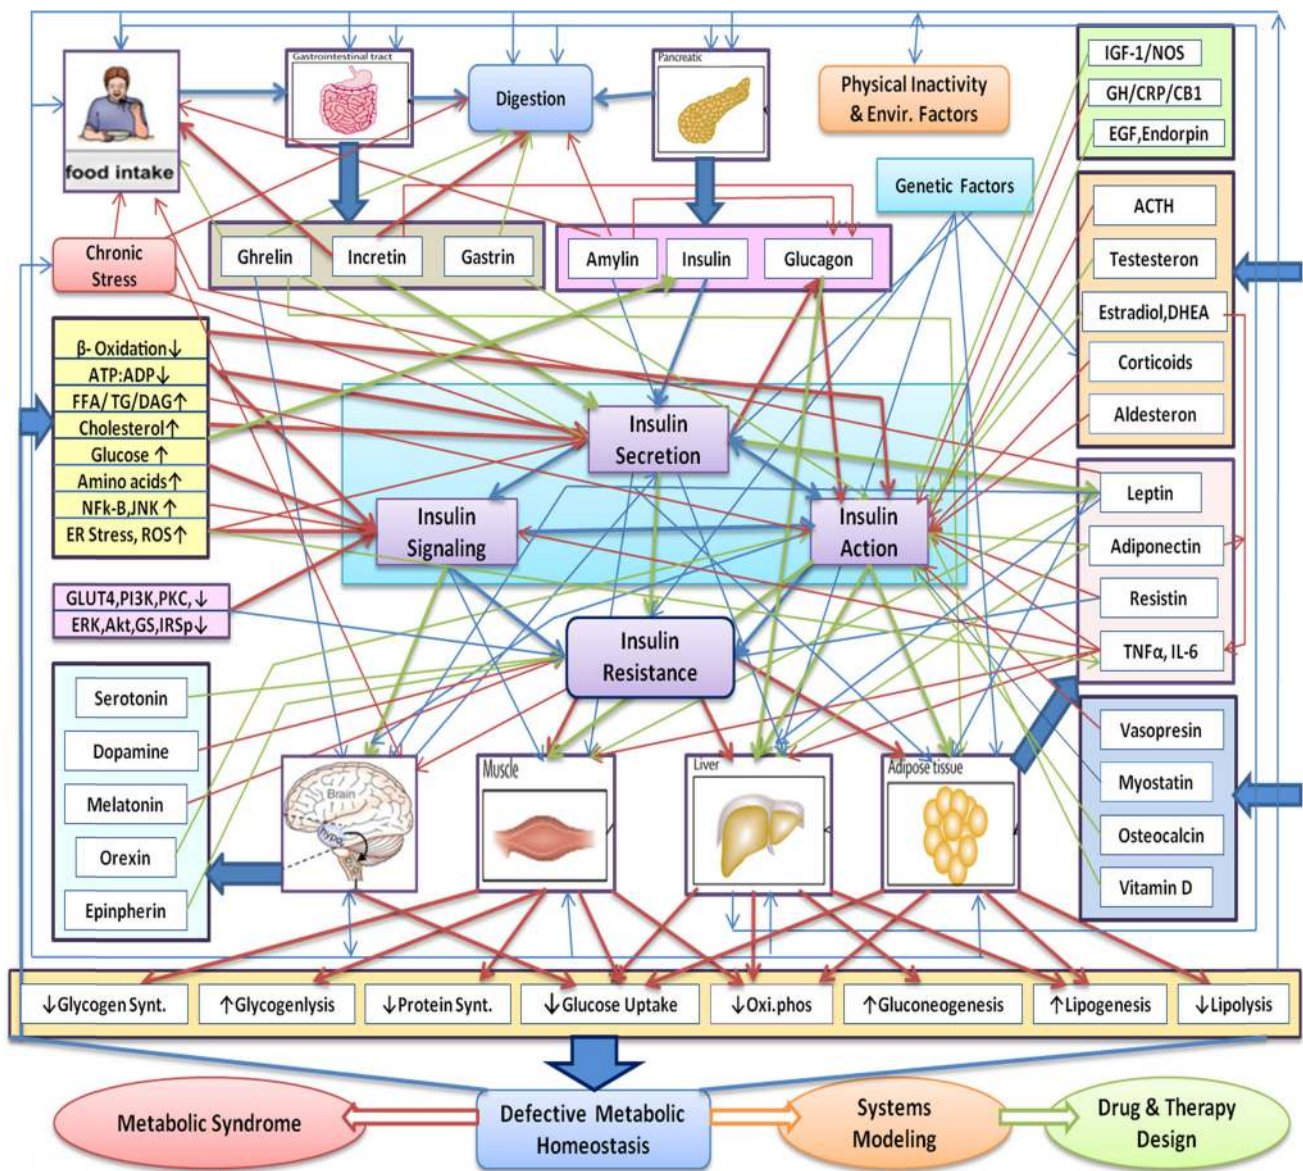 Gastrointestinal tract
Pancreatic
Digestion
Physical Inactivity
& Envir. Factors
food intake
Genetic Factors
IGF-1/NOS
GH/CRP/CB1
EGF,Endorpin
Chronic
Stress
Ghrelin
Incretin
Gastrin
Amylin
Insulin
Glucagon
ACTH
Testesteron
Estradiol,DHEA
Corticoids
Aldesteron
β- Oxidation↓
ATP:ADP↓
FFA/ TG/DAG↑
Cholesterol↑
Glucose ↑
Amino acids↑
NFk-B,JNK ↑
ER Stress, ROS↑
Insulin
Secretion
Insulin
Signaling
Insulin
Action
Insulin
Resistance
Leptin
Adiponectin
Resistin
TNFα, IL-6
GLUT4,PI3K,PKC,↓
ERK,Akt,GS,IRSp↓
Serotonin
Dopamine
Melatonin
Orexin
Epinpherin
Brain
hypo
Muscle
Liver
Adipose tissue
Vasopresin
Myostatin
Osteocalcin
Vitamin D
↓Glycogen Synt.
↑Glycogenlysis
↓Protein Synt.
↓Glucose Uptake
↓Oxi.phos
↑Gluconeogenesis
↑Lipogenesis
↓Lipolysis
Metabolic Syndrome
Defective Metabolic
Homeostasis
Systems
Modeling
Drug & Therapy
Design